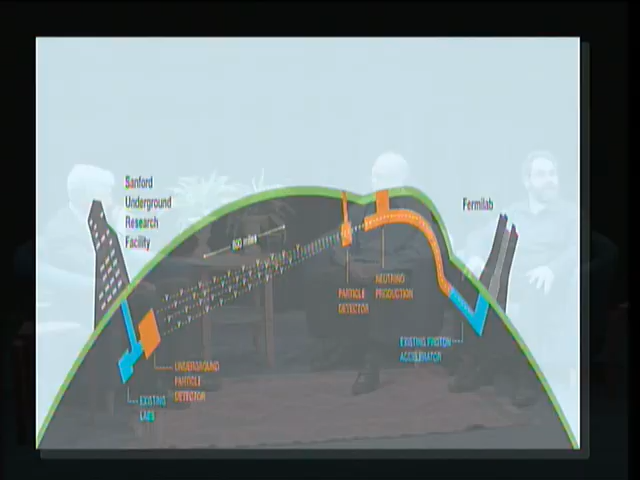 Sanford
Underground
Research
Facility
Fermilab
800 miles
PARTICLE
DETECTOR
NEUTRINO
PRODUCTION
EXISTING PROTON
ACCELERATOR
UNDERGROUND
PARTICLE
DETECTOR
EXISTING
LABS